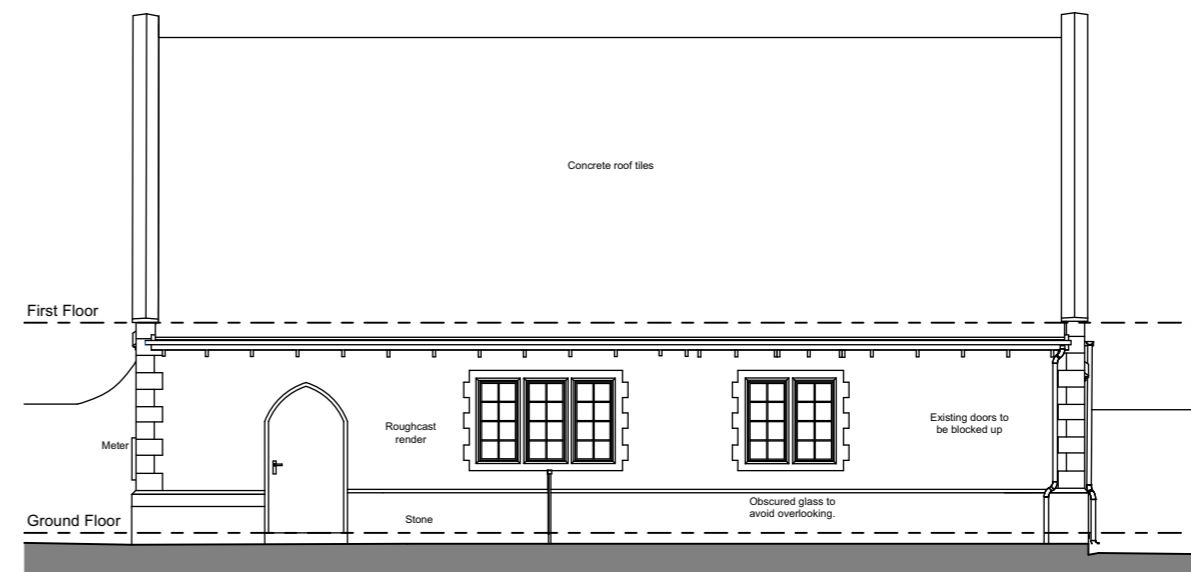 Concrete roof tiles
First Floor
Roughcast
render
Existing doors to
be blocked up
Meter
Obscured glass to
avoid overlooking.
Stone
Ground Floor